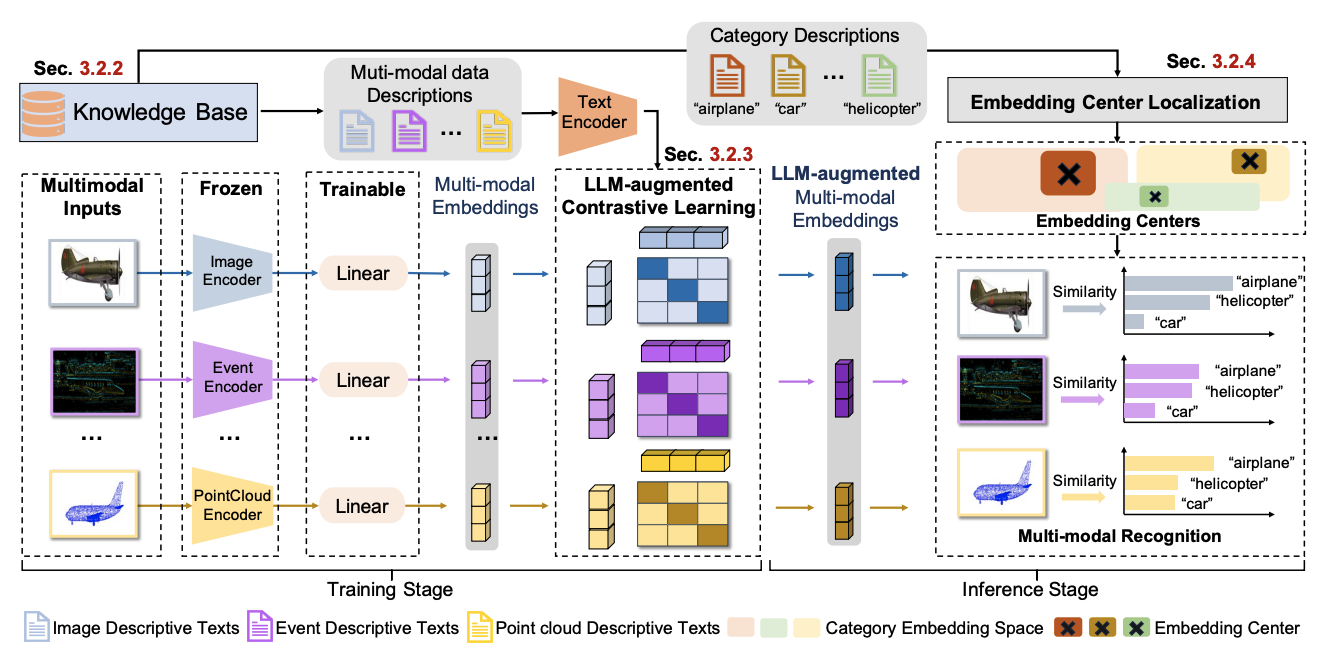 Sec. 3.2.2
Knowledge Base
Muti-modal data
Descriptions
...
Text
Encoder
Category Descriptions
...
“airplane”
“car”
“helicopter”
Sec. 3.2.4
Embedding Center Localization
Sec. 3.2.3
Embedding Centers
Multimodal
Inputs
Frozen
Trainable
Multi-modal
Embeddings
LLM-augmented
Contrastive Learning
LLM-augmented
Multi-modal
Embeddings
Image
Encoder
Linear
Event
Encoder
Linear
...
...
...
...
PointCloud
Encoder
Linear
Similarity
“airplane”
“helicopter”
“car”
Similarity
“airplane”
“helicopter”
“car”
Similarity
“airplane”
“helicopter”
“car”
Multi-modal Recognition
Training Stage
Inference Stage
Image Descriptive Texts
Event Descriptive Texts
Point cloud Descriptive Texts
Category Embedding Space
Embedding Center